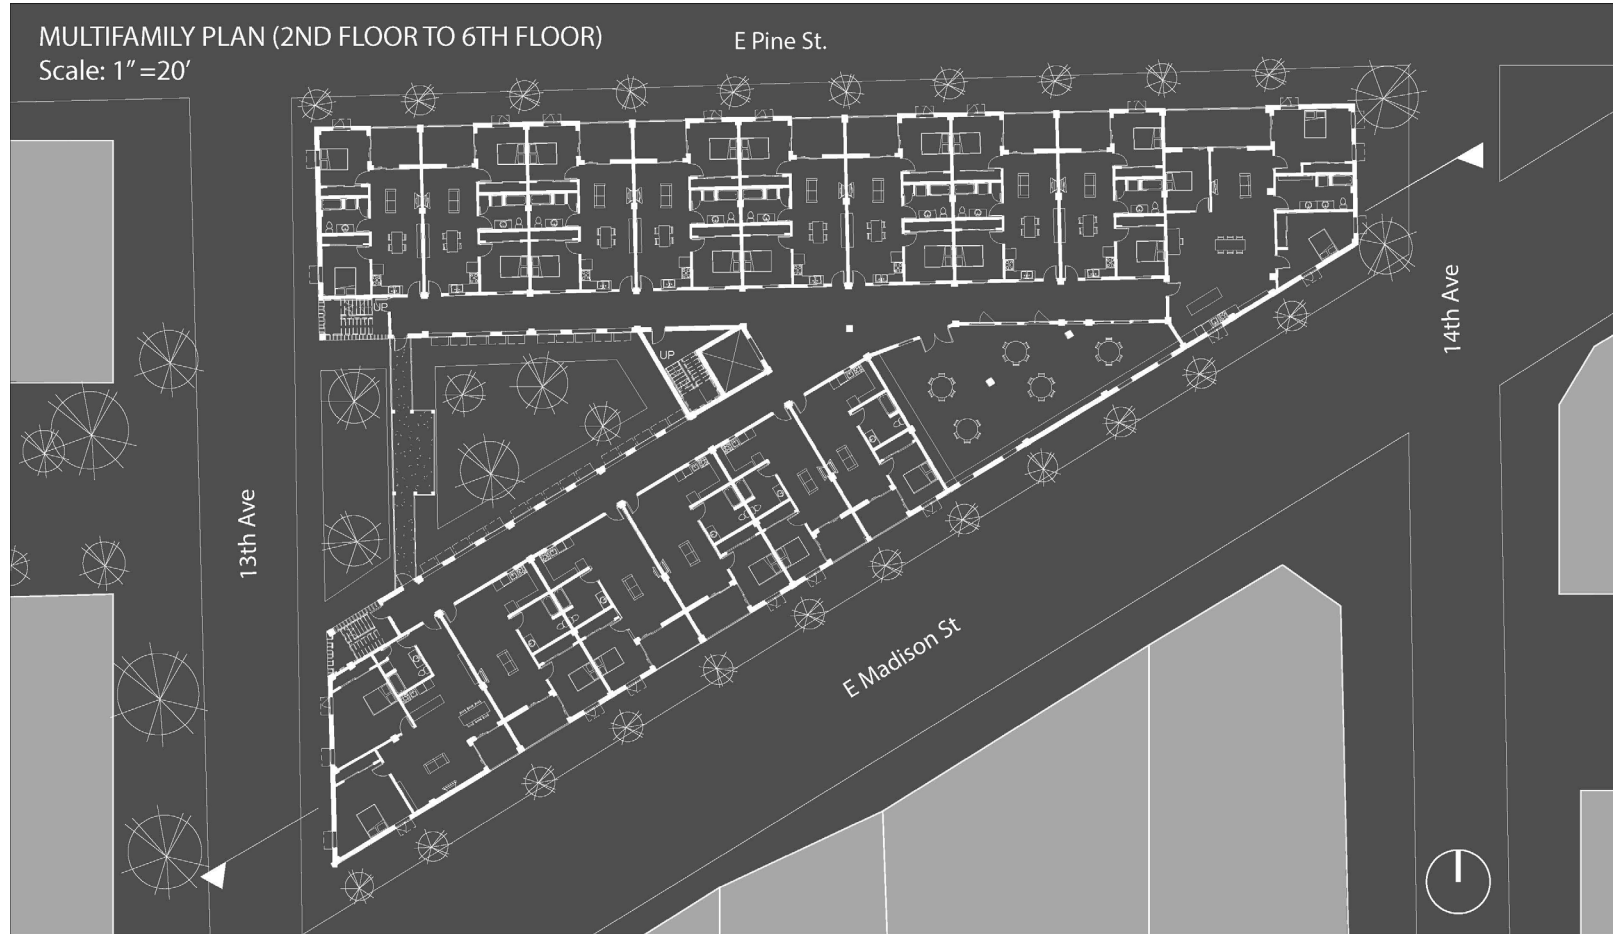 MULTIFAMILY PLAN (2ND FLOOR TO 6TH FLOOR)
Scale: 1” =20’
E Pine St.
UP
UP
14th Ave
13th Ave
E Madison St